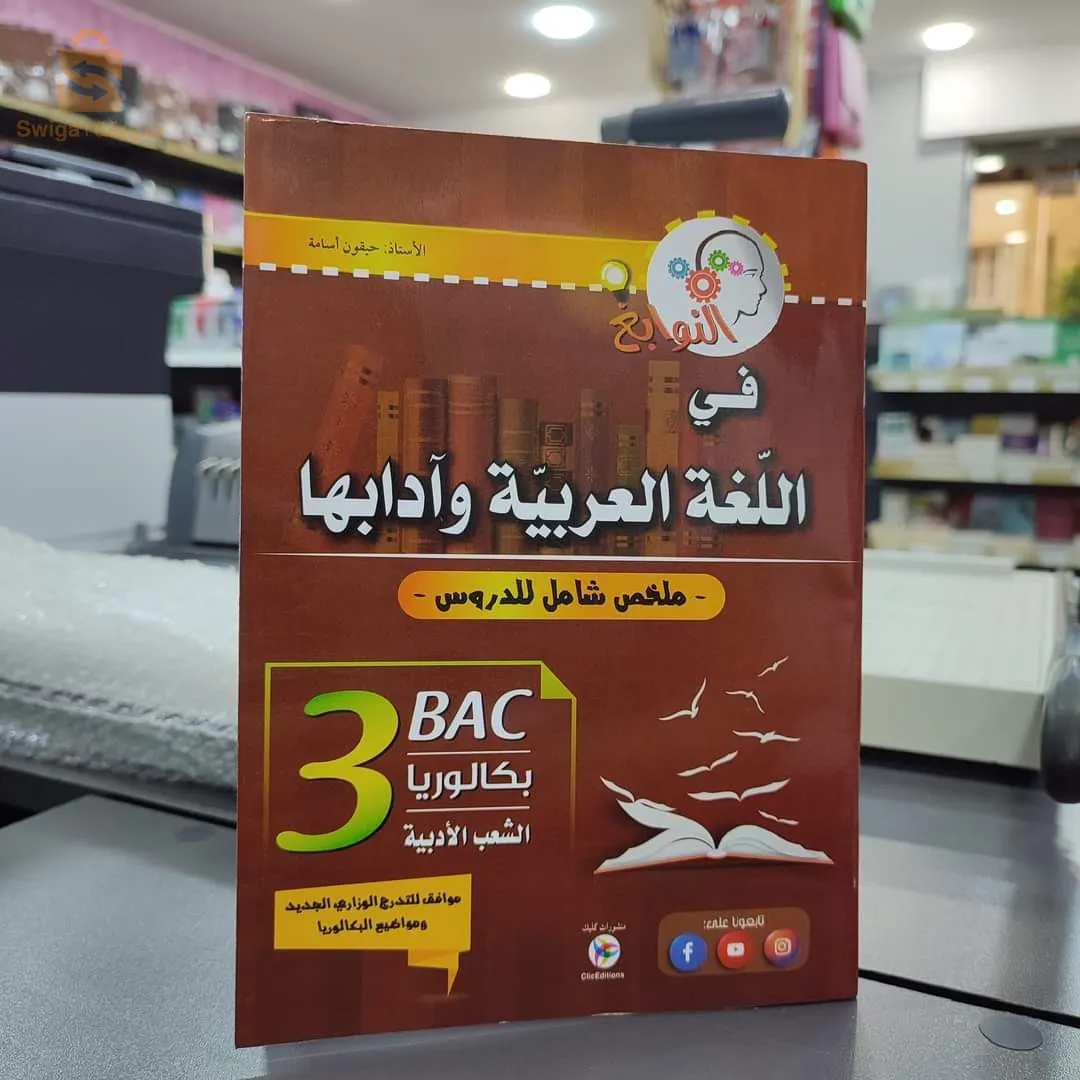 الأستاذ: حيقون أسامة
النوابغ
في
اللّغة العربيّة وآدابها
- ملخص شامل للدروس -
3
BAC
بكالوريا
الشعب الأدبية
موافق للتدرج الوزاري الجديد
ومواضيع البكالوريا
منشورات كليك
ClicEditions
تابعونا على: